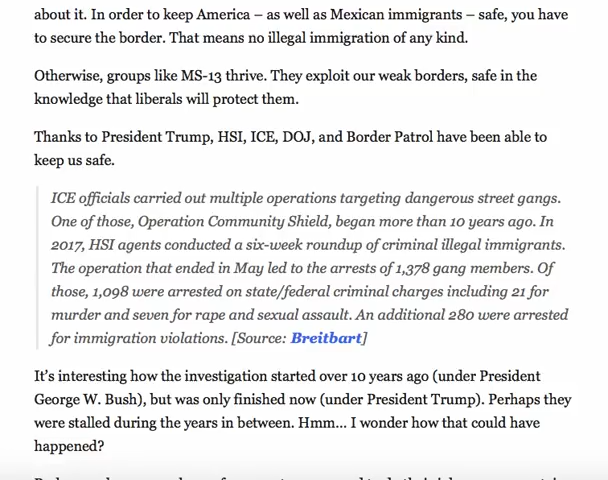 about it. In order to keep America – as well as Mexican immigrants – safe, you have
to secure the border. That means no illegal immigration of any kind.
Otherwise, groups like MS-13 thrive. They exploit our weak borders, safe in the
knowledge that liberals will protect them.
Thanks to President Trump, HSI, ICE, DOJ, and Border Patrol have been able to
keep us safe.
ICE officials carried out multiple operations targeting dangerous street gangs.
One of those, Operation Community Shield, began more than 10 years ago. In
2017, HSI agents conducted a six-week roundup of criminal illegal immigrants.
The operation that ended in May led to the arrests of 1,378 gang members. Of
those, 1,098 were arrested on state/federal criminal charges including 21 for
murder and seven for rape and sexual assault. An additional 280 were arrested
for immigration violations. [Source: Breitbart]
It's interesting how the investigation started over 10 years ago (under President
George W. Bush), but was only finished now (under President Trump). Perhaps they
were stalled during the years in between. Hmm... I wonder how that could have
happened?